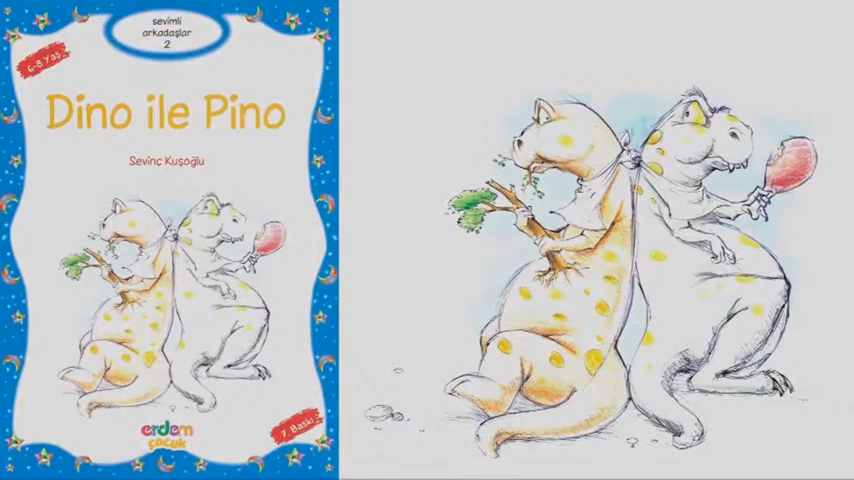 sevimli
arkadaşlar
2
6-8 Yaş
Dino ile Pino
Sevinç Kuşoğlu
erdem
çocuk
7. Baskı